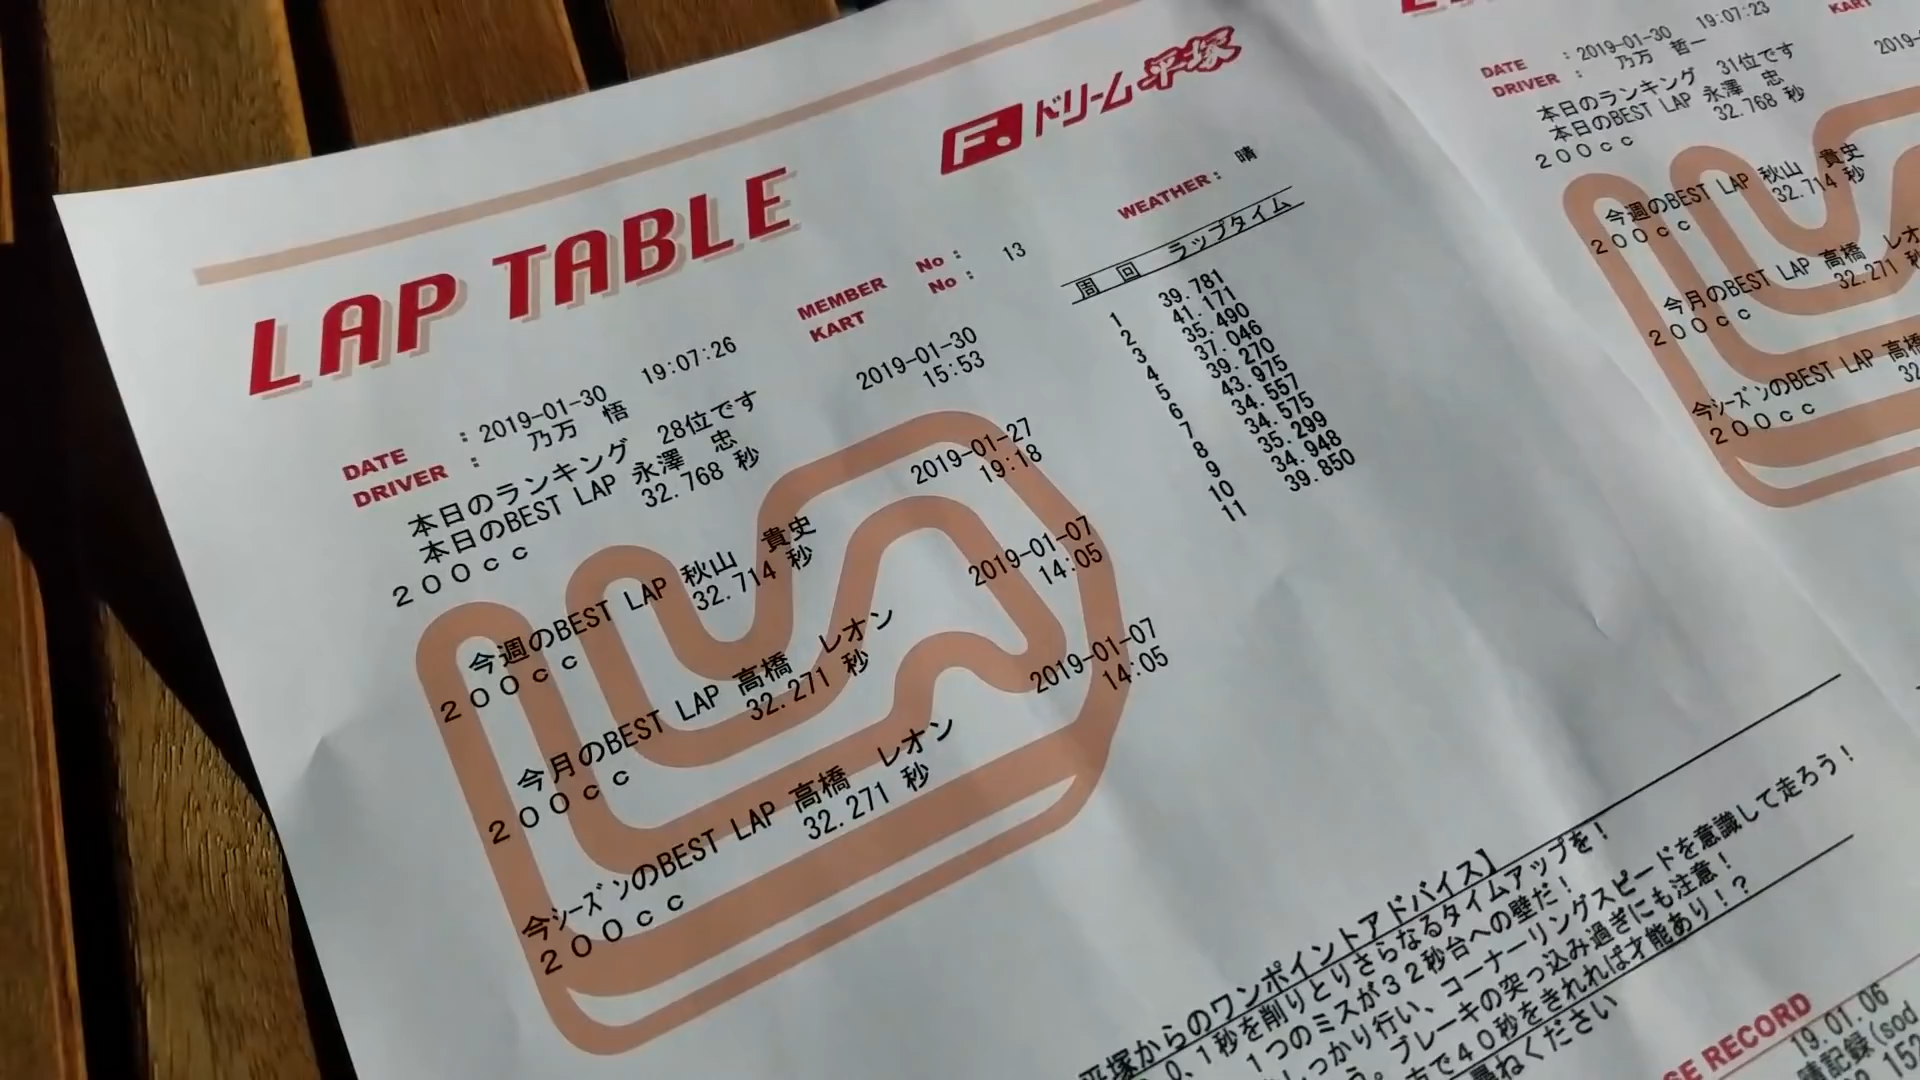 F.ドリーム平塚
LAP TABLE
WEATHER: 晴
MEMBER No :
KART No : 13
DATE : 2019-01-30 19:07:26
DRIVER : 乃万 悟
本日のランキング 28位です
本日のBEST LAP 永澤 忠 2019-01-30
200cc 32.768 秒 15:53
今週のBEST LAP 秋山 貴史 2019-01-27
200cc 32.714 秒 19:18
今月のBEST LAP 高橋 レオン 2019-01-07
200cc 32.271 秒 14:05
今シーズンのBEST LAP 高橋 レオン 2019-01-07
200cc 32.271 秒 14:05
周回 ラップタイム
1 39.781
2 41.171
3 35.490
4 37.046
5 39.270
6 43.975
7 34.557
8 34.575
9 35.299
10 34.948
11 39.850
平塚からのワンポイントアドバイス】
0.1秒を削りとりさらなるタイムアップを!
1つのミスが32秒台への壁だ!
しっかり行い、コーナーリングスピードを意識して走ろう!
ブレーキの突っ込み過ぎにも注意!
で40秒をきれれば才能あり!?
尋ねください
SE RECORD
19.01.06
晴記録(sod
152
DATE : 2019-01-30 19:07:23
DRIVER : 乃万 哲一
KART
本日のランキング 31位です
本日のBEST LAP 永澤 忠 2019-
200cc 32.768 秒
今週のBEST LAP 秋山 貴史
200cc 32.714 秒
今月のBEST LAP 高橋 レオ
200cc 32.271 秒
今シーズンのBEST LAP 高橋
200cc 32